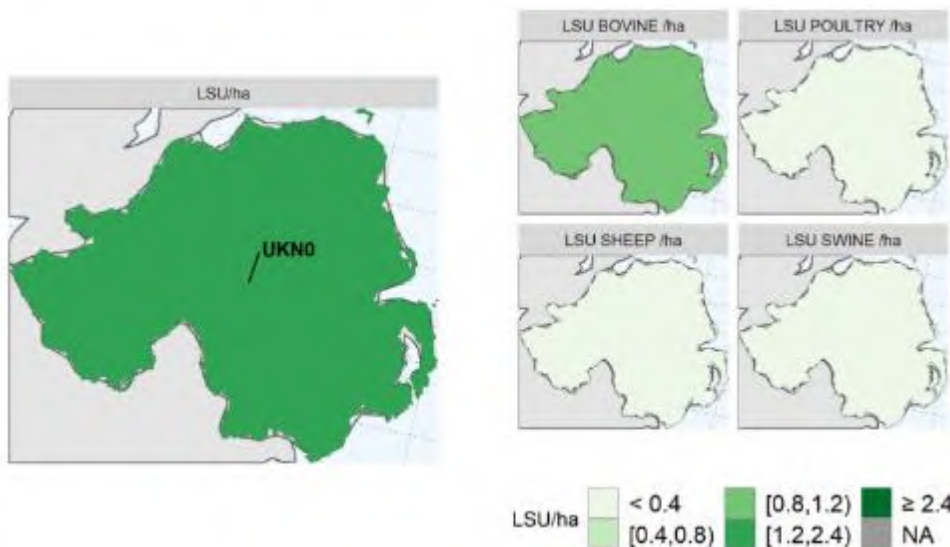 LSU/ha
UKN0
LSU BOVINE /ha
LSU POULTRY /ha
LSU SHEEP /ha
LSU SWINE /ha
LSU/ha
< 0.4
[0.8,1.2)
≥ 2.4
[0.4,0.8)
[1.2,2.4)
NA